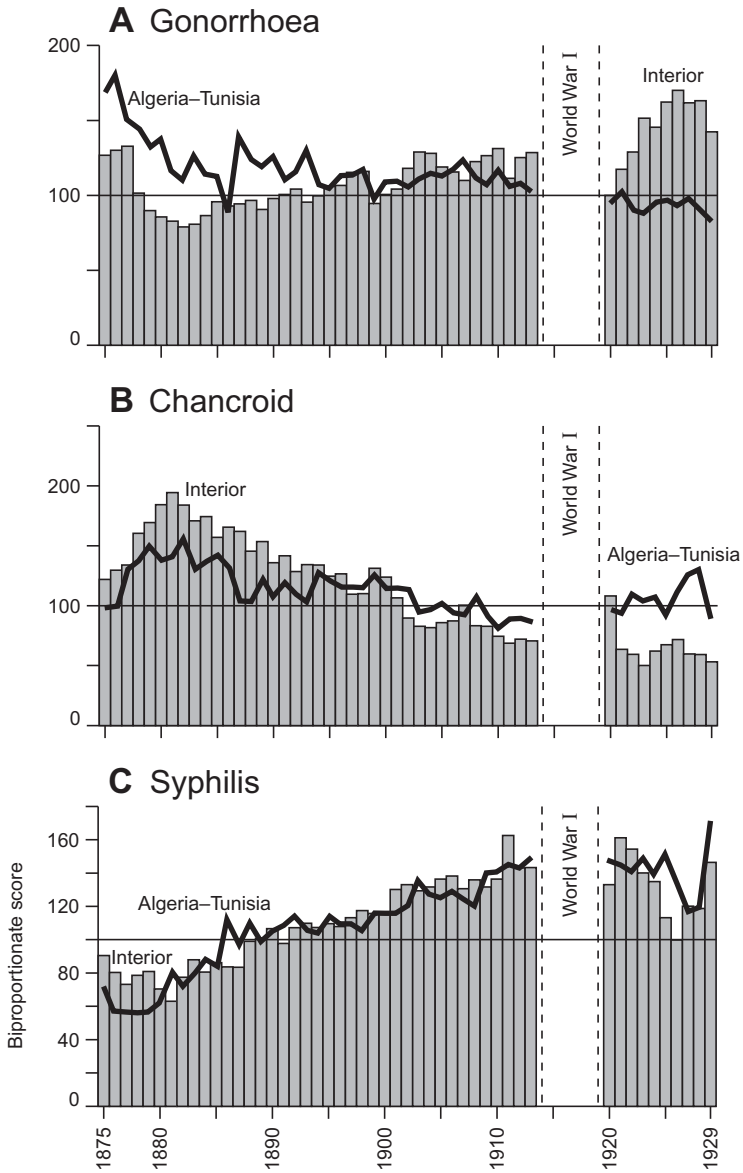 A Gonorrhoea
200
Algeria–Tunisia
World War I
Interior
100
0
B Chancroid
200
Interior
World War I
Algeria–Tunisia
100
0
C Syphilis
160
Algeria–Tunisia
World War I
120
Interior
80
40
0
Biproportionate score
1875
1880
1890
1900
1910
1920
1929